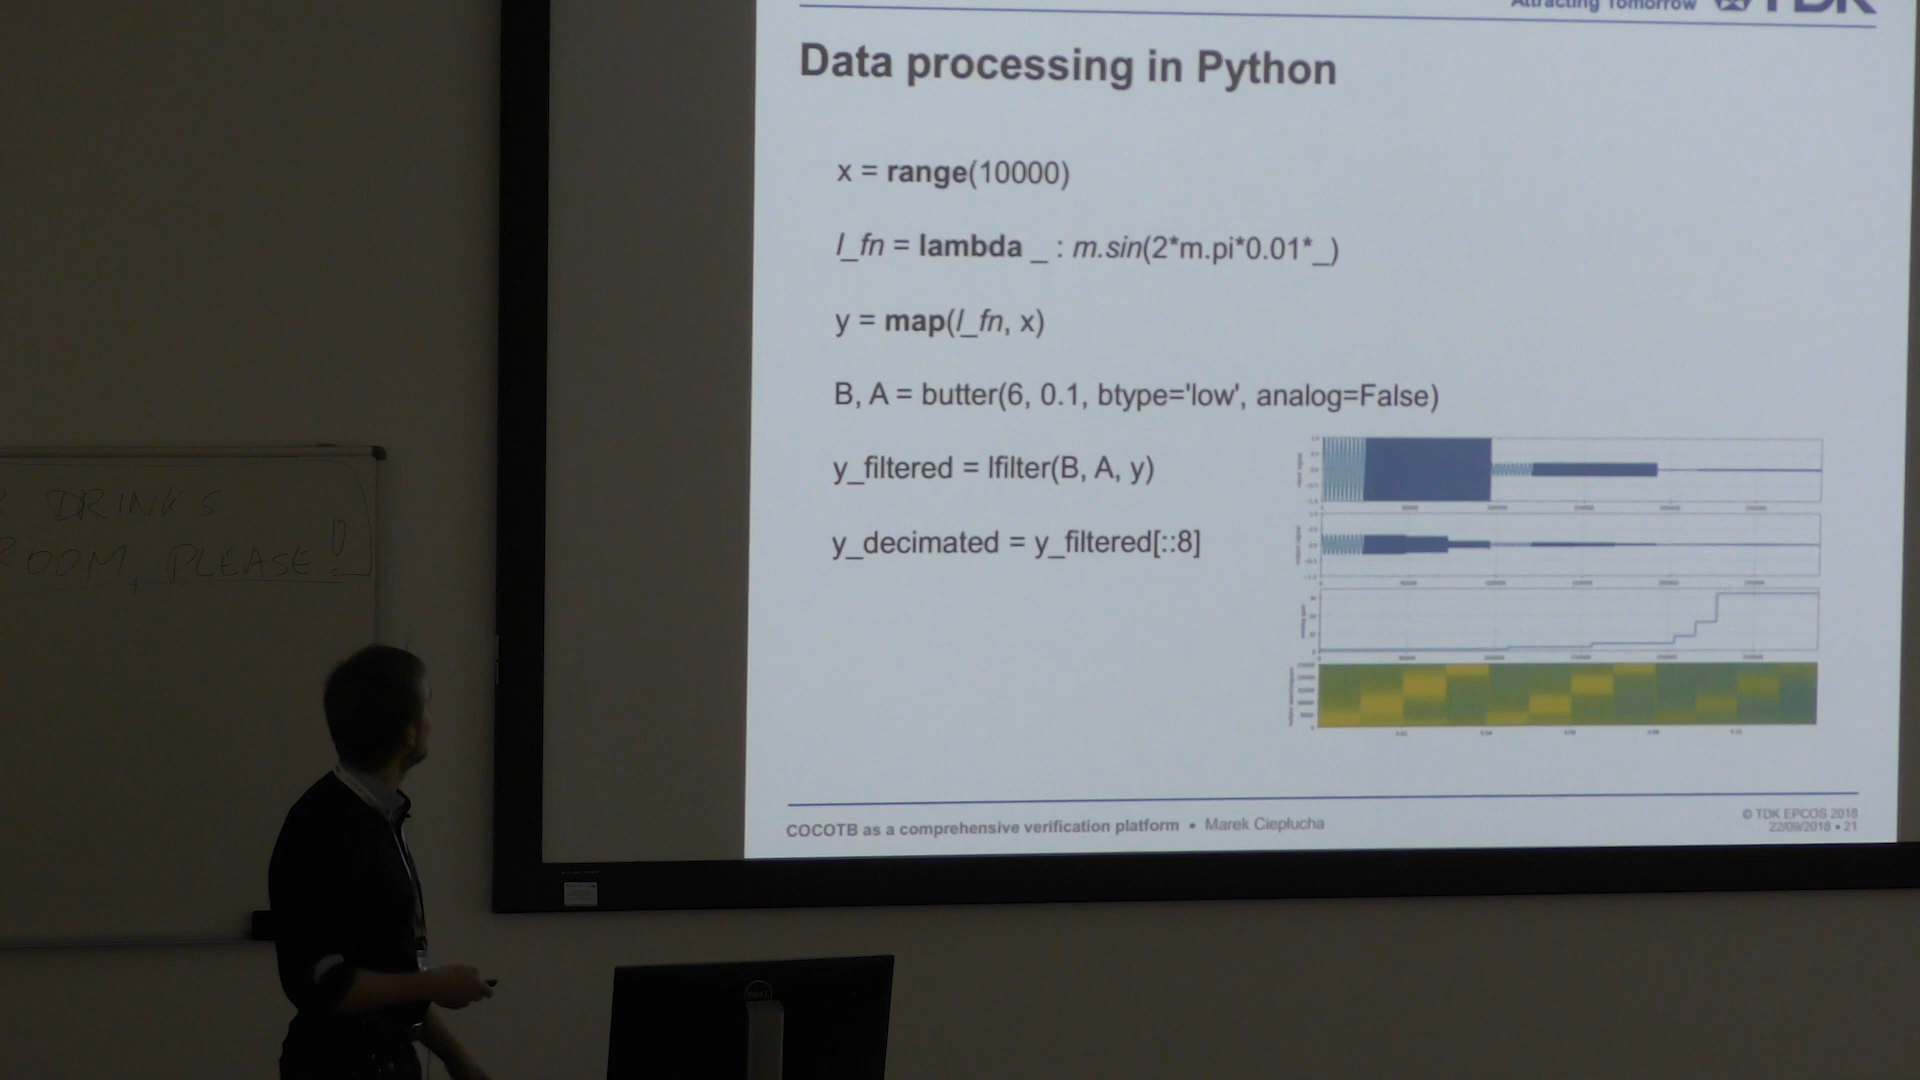 Attracting Tomorrow TDK
Data processing in Python
x = range(10000)
l_fn = lambda _ : m.sin(2*m.pi*0.01*_)
y = map(l_fn, x)
B, A = butter(6, 0.1, btype='low', analog=False)
y_filtered = lfilter(B, A, y)
y_decimated = y_filtered[::8]
COCOTB as a comprehensive verification platform • Marek Cieplucha
© TDK EPCOS 2018
22/09/2018 • 21
DRINKS
ROOM, PLEASE!
DELL